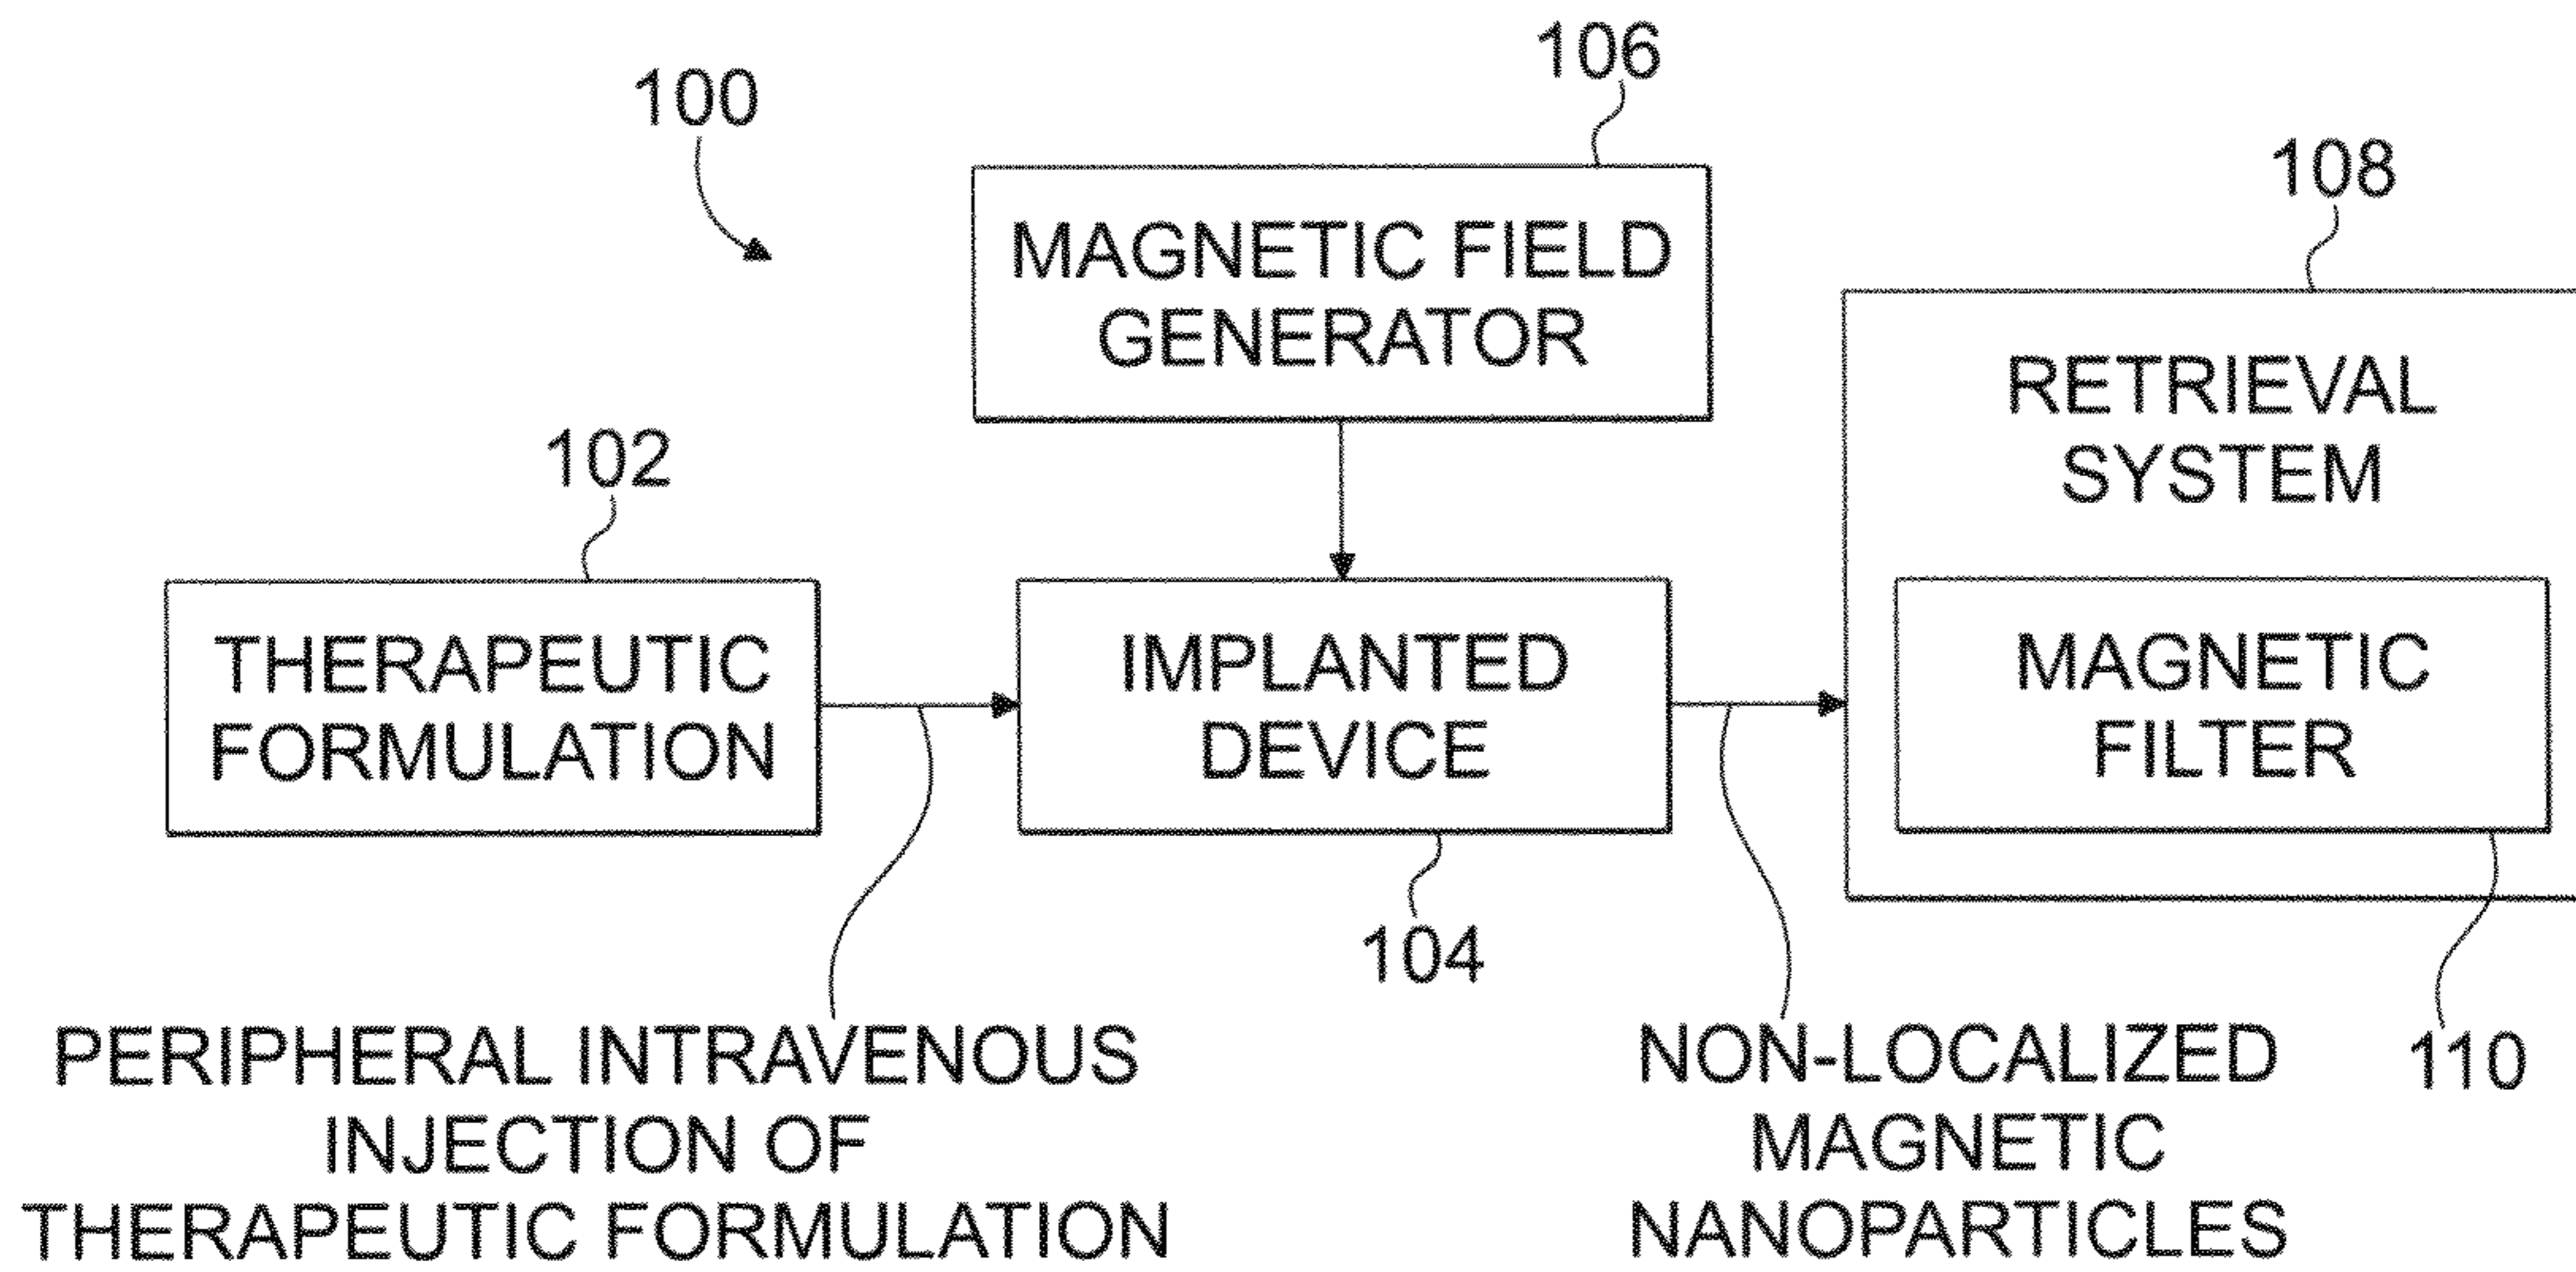 100
106
MAGNETIC FIELD
GENERATOR
108
RETRIEVAL
SYSTEM
102
THERAPEUTIC
FORMULATION
IMPLANTED
DEVICE
MAGNETIC
FILTER
104
110
PERIPHERAL INTRAVENOUS
INJECTION OF
THERAPEUTIC FORMULATION
NON-LOCALIZED
MAGNETIC
NANOPARTICLES